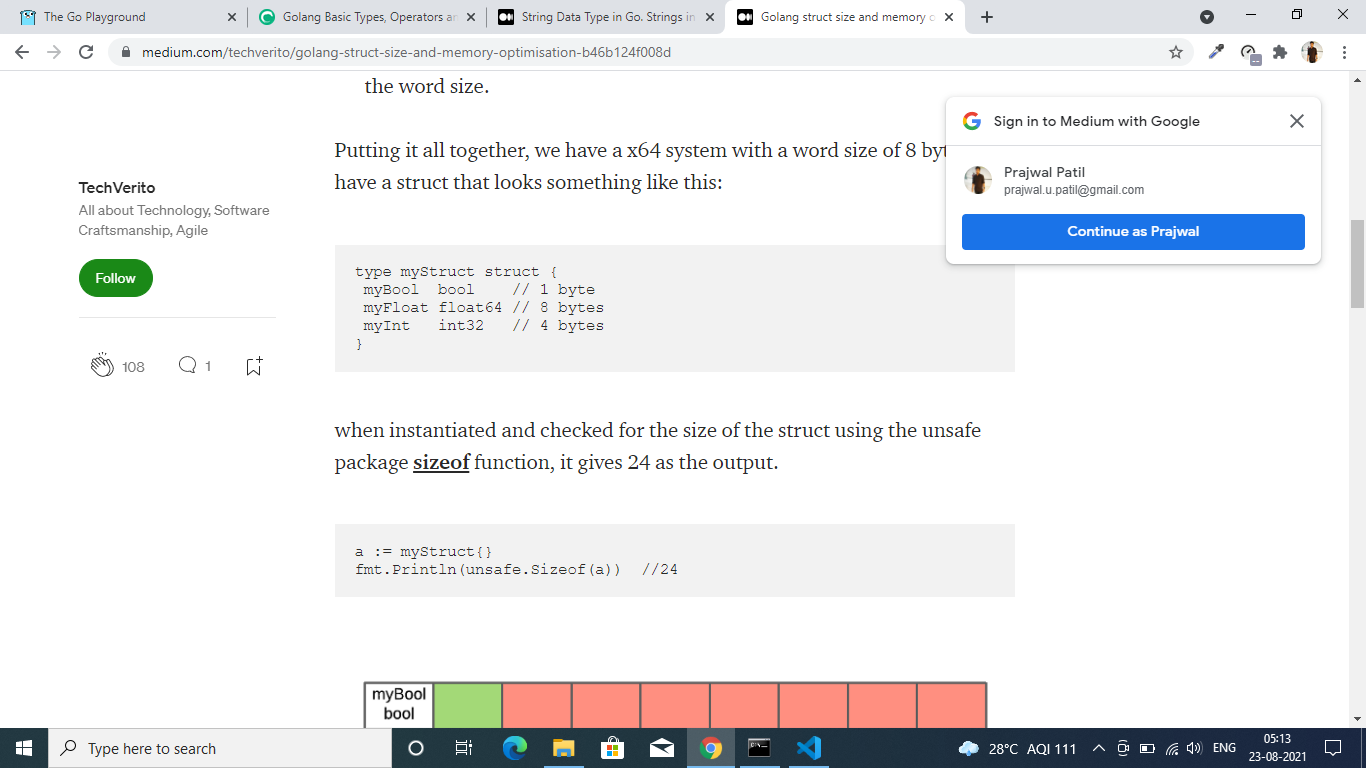 The Go Playground
Golang Basic Types, Operators an
String Data Type in Go. Strings in
Golang struct size and memory o
medium.com/techverito/golang-struct-size-and-memory-optimisation-b46b124f008d
the word size.
Sign in to Medium with Google
Prajwal Patil
prajwal.u.patil@gmail.com
Continue as Prajwal
Putting it all together, we have a x64 system with a word size of 8 byt
have a struct that looks something like this:
TechVerito
All about Technology, Software
Craftsmanship, Agile
Follow
108 1
type myStruct struct {
myBool bool // 1 byte
myFloat float64 // 8 bytes
myInt int32 // 4 bytes
}
when instantiated and checked for the size of the struct using the unsafe
package sizeof function, it gives 24 as the output.
a := myStruct{}
fmt.Println(unsafe.Sizeof(a)) //24
myBool
bool
Type here to search
28°C AQI 111
ENG
05:13
23-08-2021